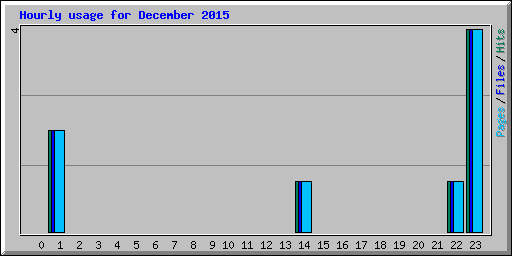 Hourly usage for December 2015
4
Pages/Files/Hits
0 1 2 3 4 5 6 7 8 9 10 11 12 13 14 15 16 17 18 19 20 21 22 23